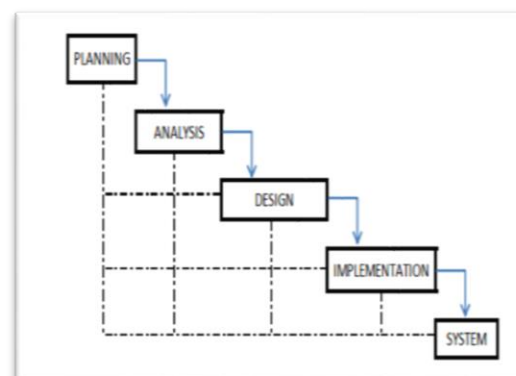 PLANNING
ANALYSIS
DESIGN
IMPLEMENTATION
SYSTEM